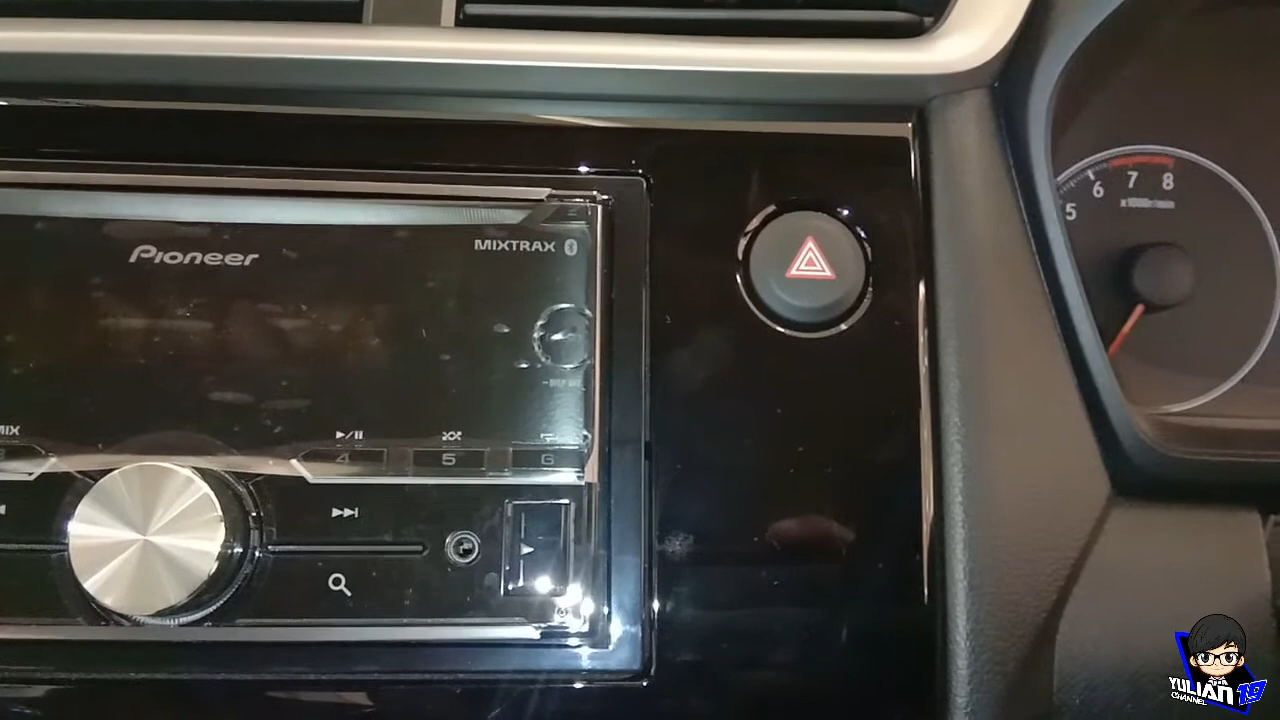 PIONEER
MIXTRAX
5 6 7 8
x1000r/min
MIX
4 5 6
YULIAN 19
CHANNEL